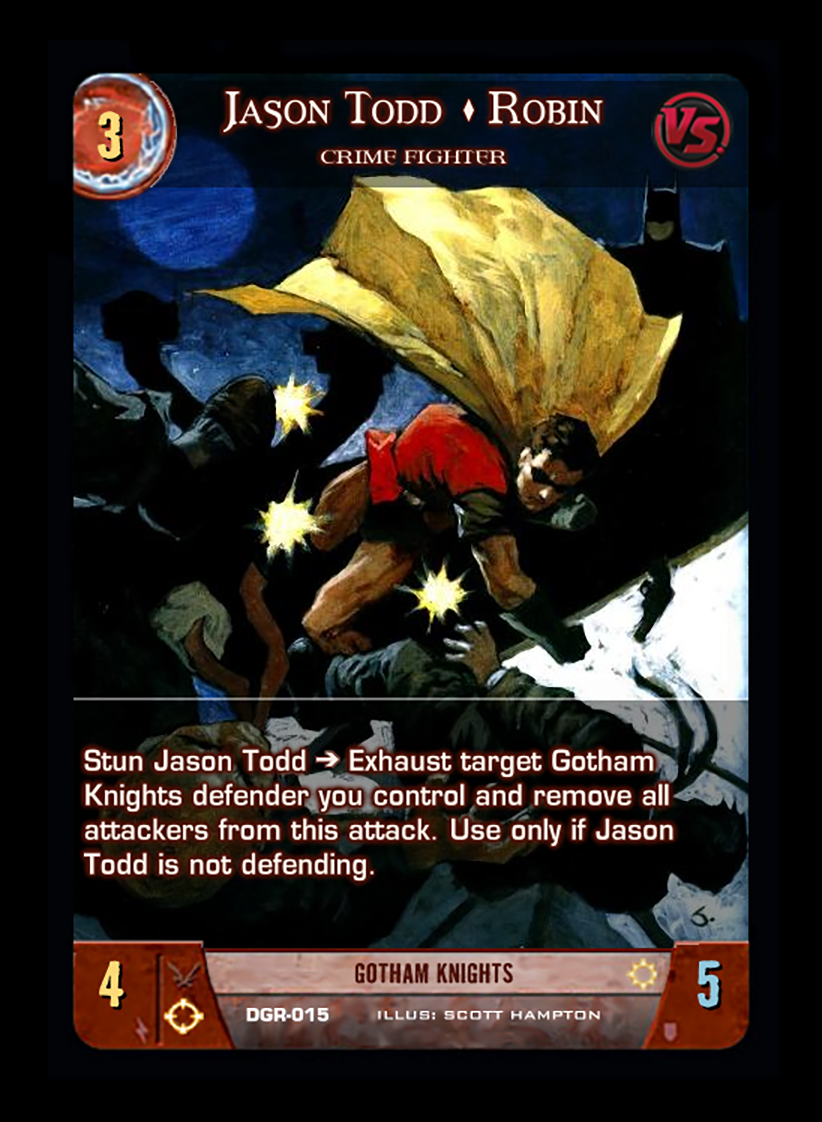 3
Jason Todd ♦ Robin
VS.
Crime Fighter
Stun Jason Todd ➔ Exhaust target Gotham
Knights defender you control and remove all
attackers from this attack. Use only if Jason
Todd is not defending.
6.
4
GOTHAM KNIGHTS
5
DGR-015 ILLUS: SCOTT HAMPTON